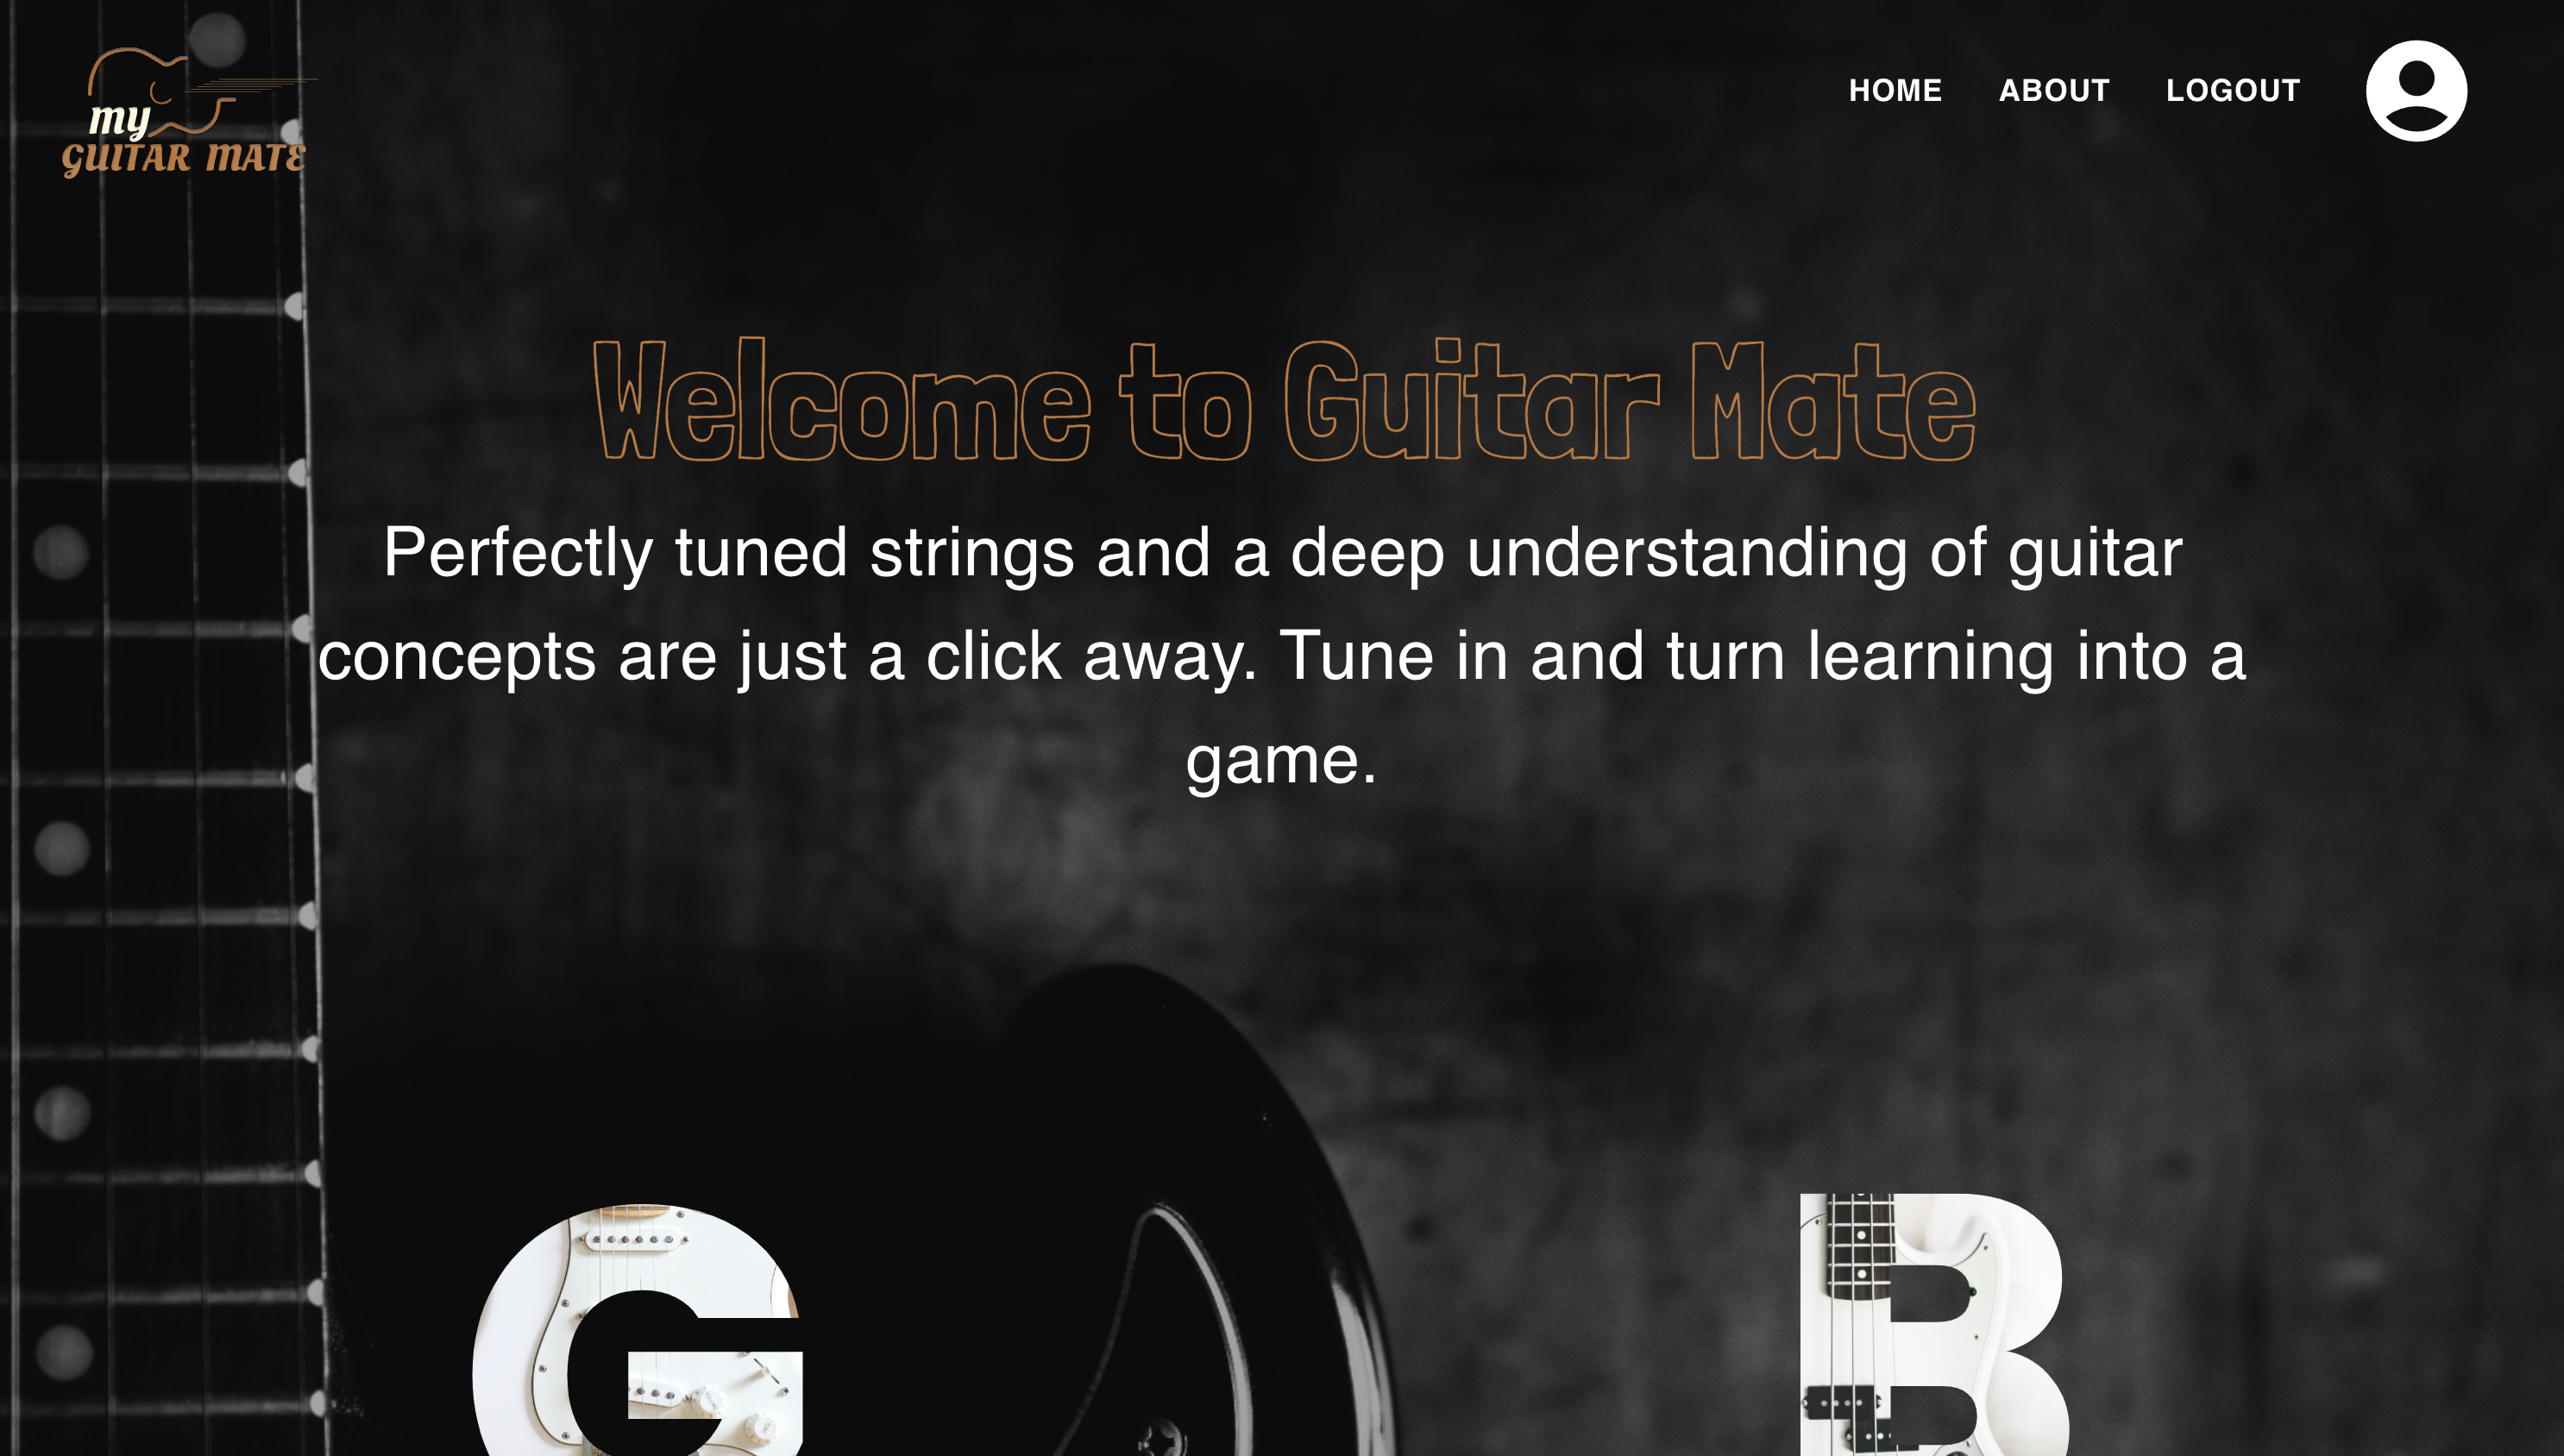 my
GUITAR MATE
HOME ABOUT LOGOUT
Welcome to Guitar Mate
Perfectly tuned strings and a deep understanding of guitar
concepts are just a click away. Tune in and turn learning into a
game.
G B